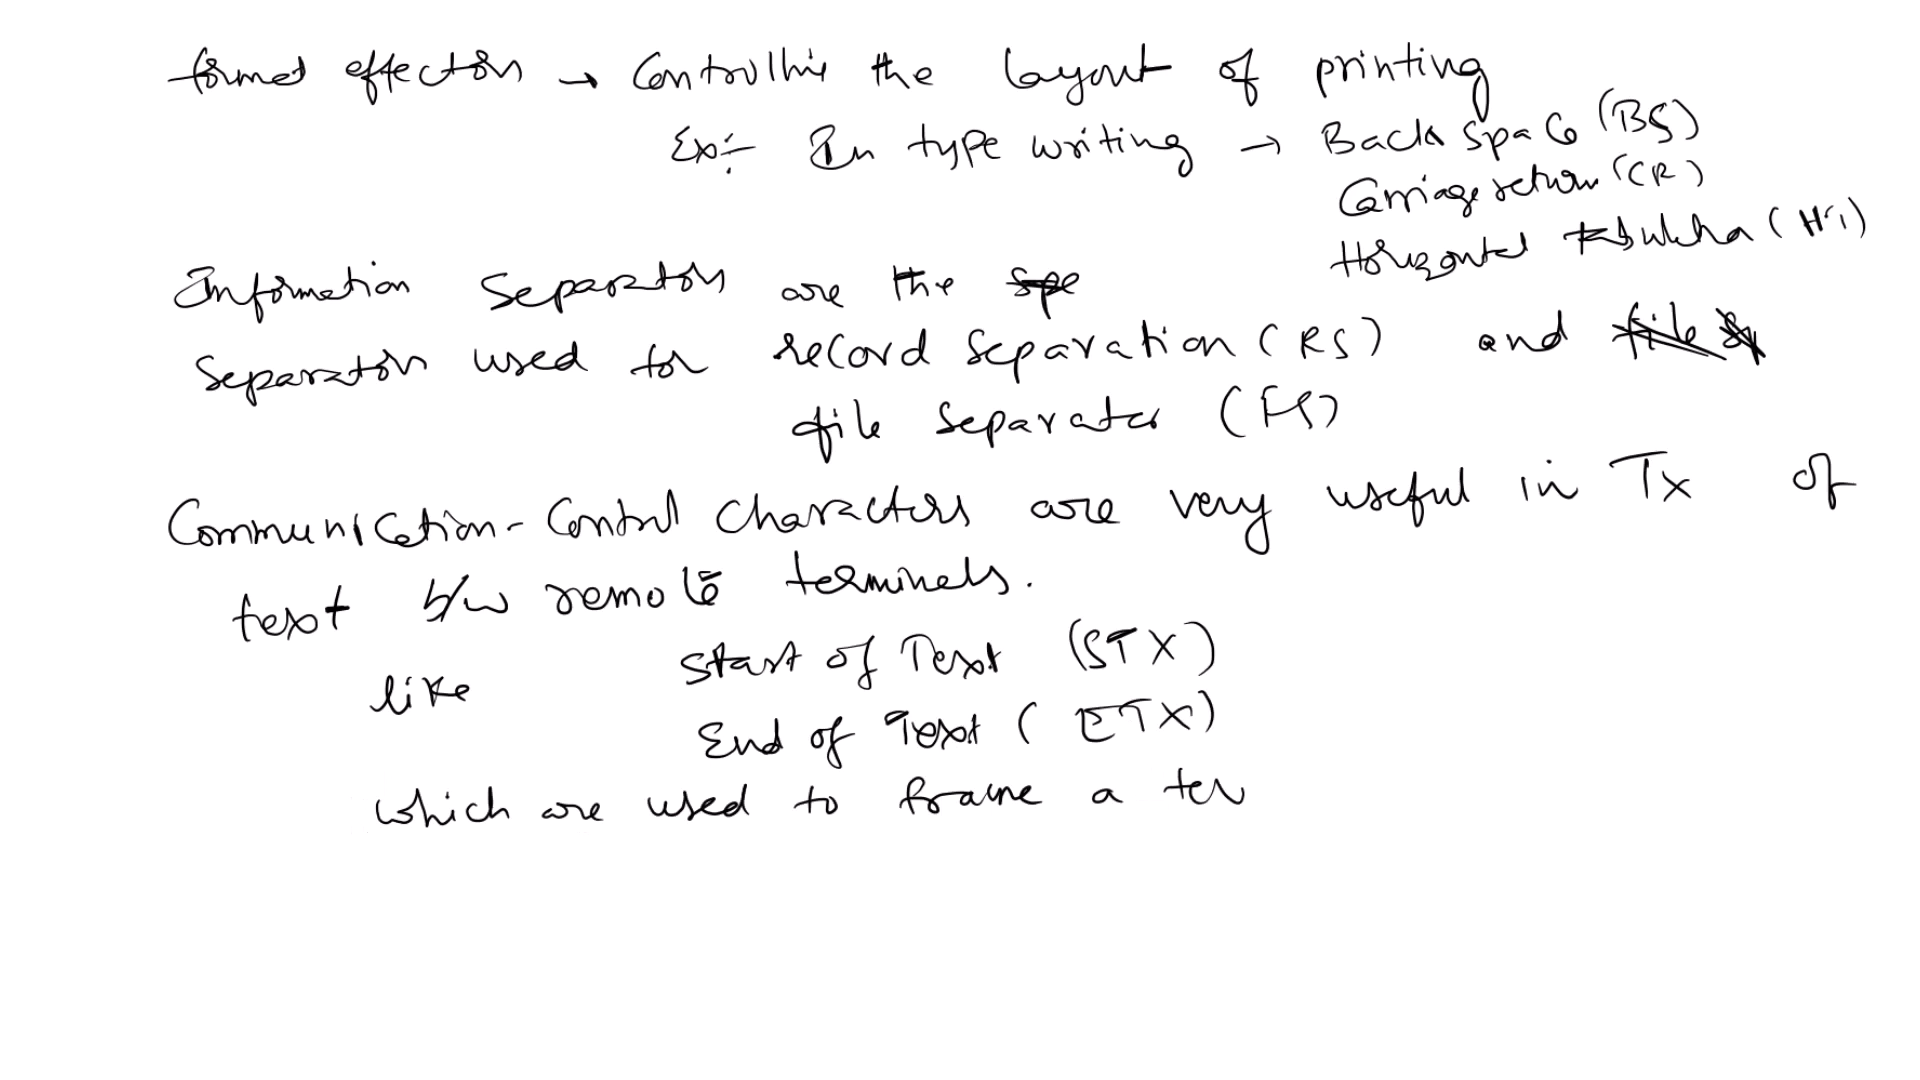 format effectors → Controlling the layout of printing
Ex:- In type writing → Back space (BS)
Carriage return (CR)
Horizontal (HT)
Information Separators are the spe
Separators used for record separation (RS) and file
file separator (FS)
Communication-Control characters are very useful in Tx of
text b/w remote terminals.
like Start of Text (STX)
End of Text (ETX)
which are used to frame a tex